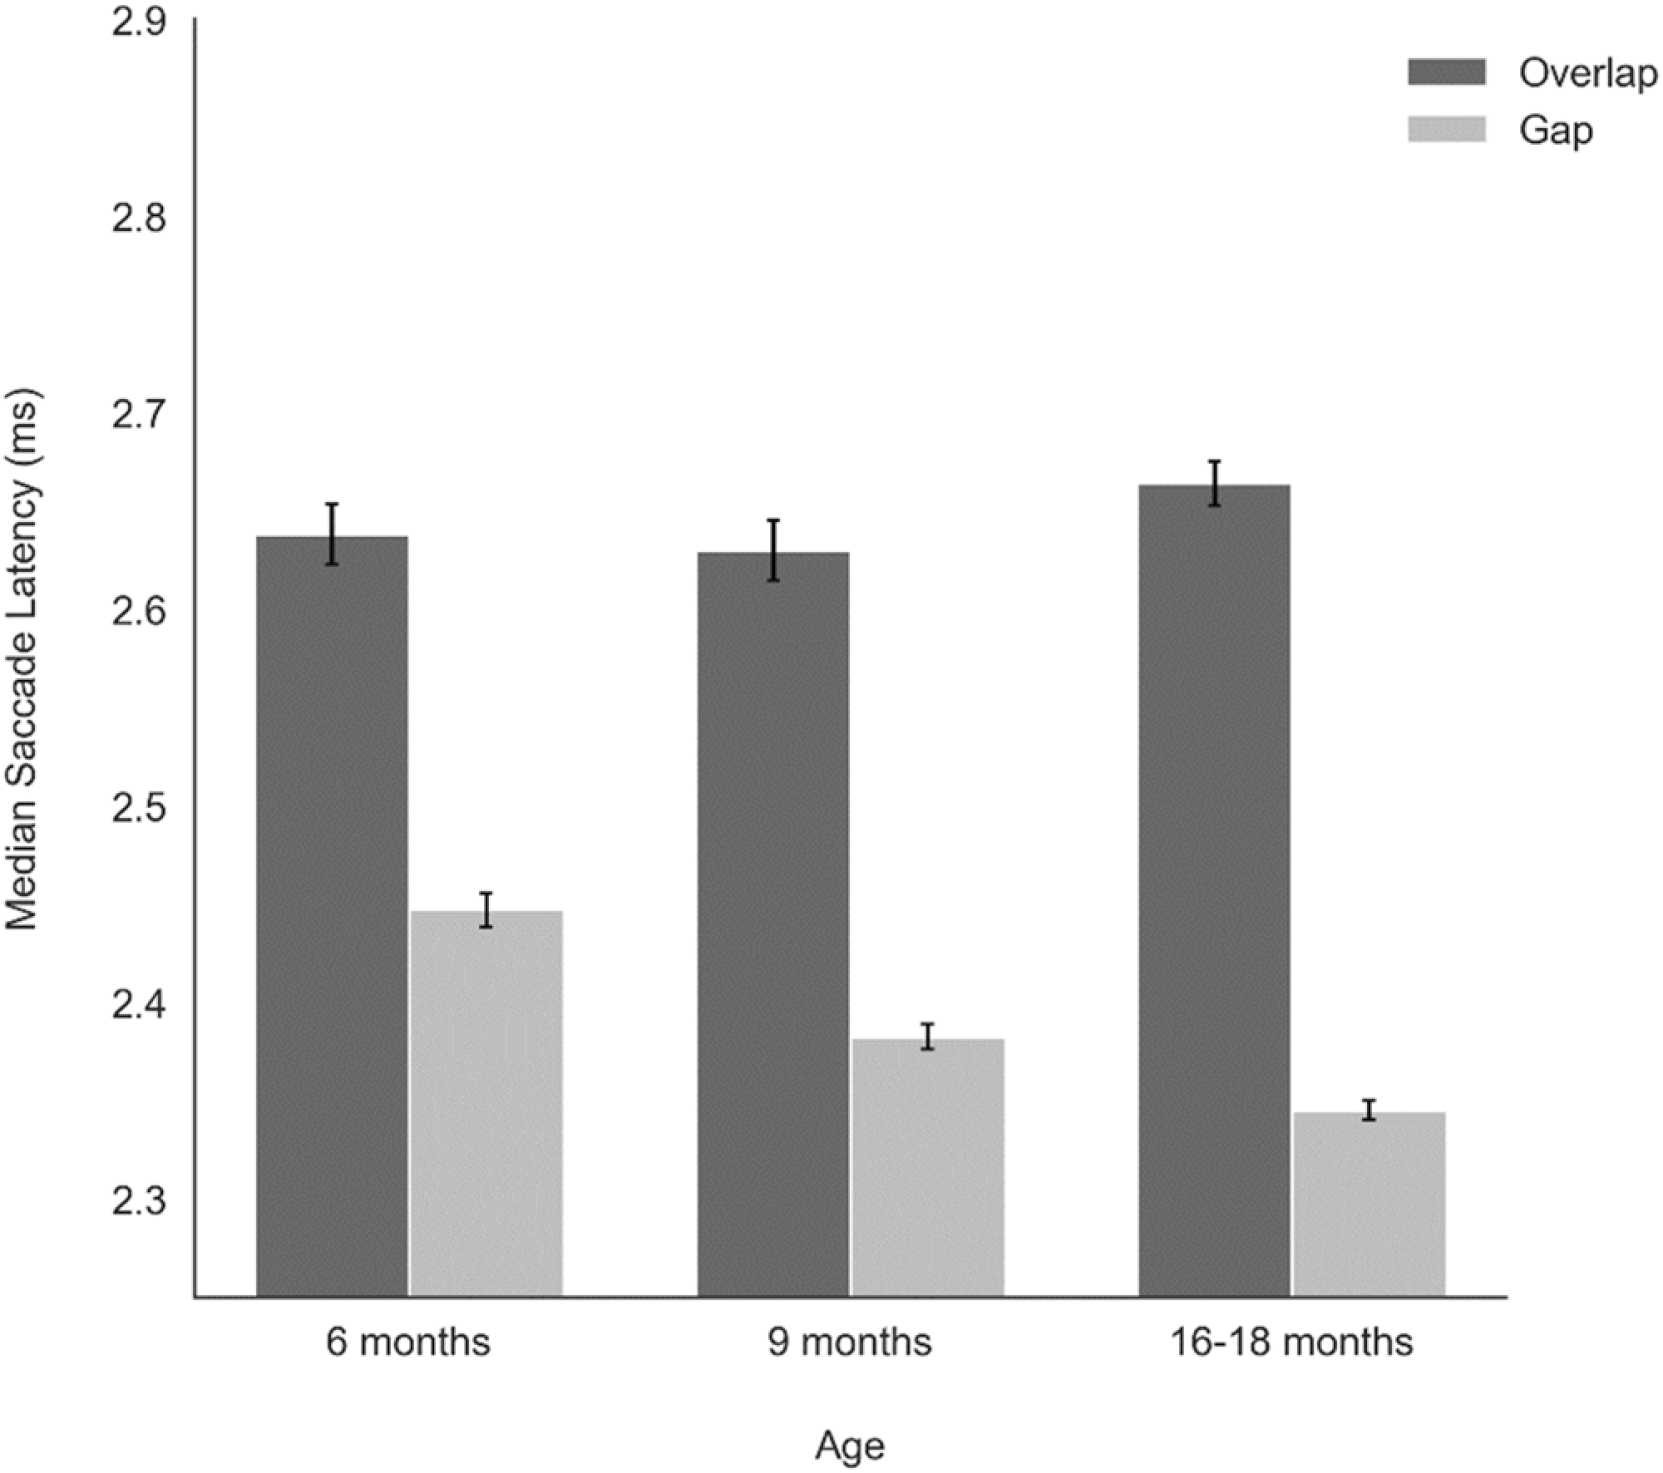 2.9
2.8
2.7
2.6
2.5
2.4
2.3
Median Saccade Latency (ms)
Overlap
Gap
6 months
9 months
16-18 months
Age